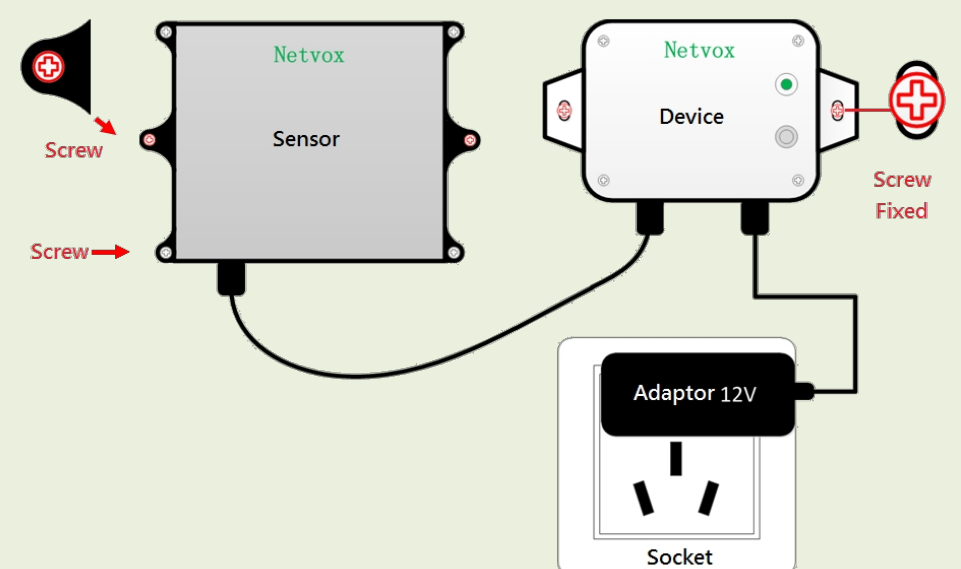 Netvox
Sensor
Screw
Screw
Netvox
Device
Screw
Fixed
Adaptor 12V
Socket